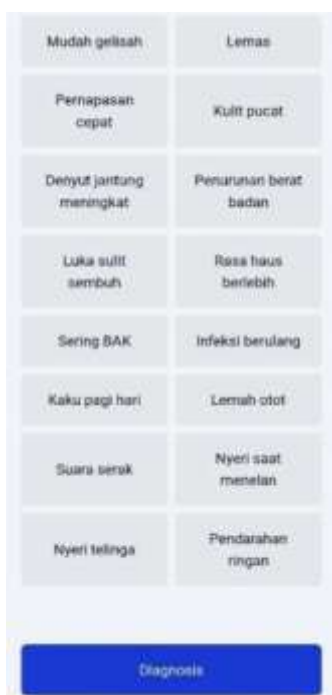 Mudah gelisah
Lemas
Pernapasan
cepat
Kulit pucat
Denyut jantung
meningkat
Penurunan berat
badan
Luka sulit
sembuh
Rasa haus
berlebih
Sering BAK
Infeksi berulang
Kaku pagi hari
Lemah otot
Suara serak
Nyeri saat
menelan
Nyeri telinga
Pendarahan
ringan
Diagnosis